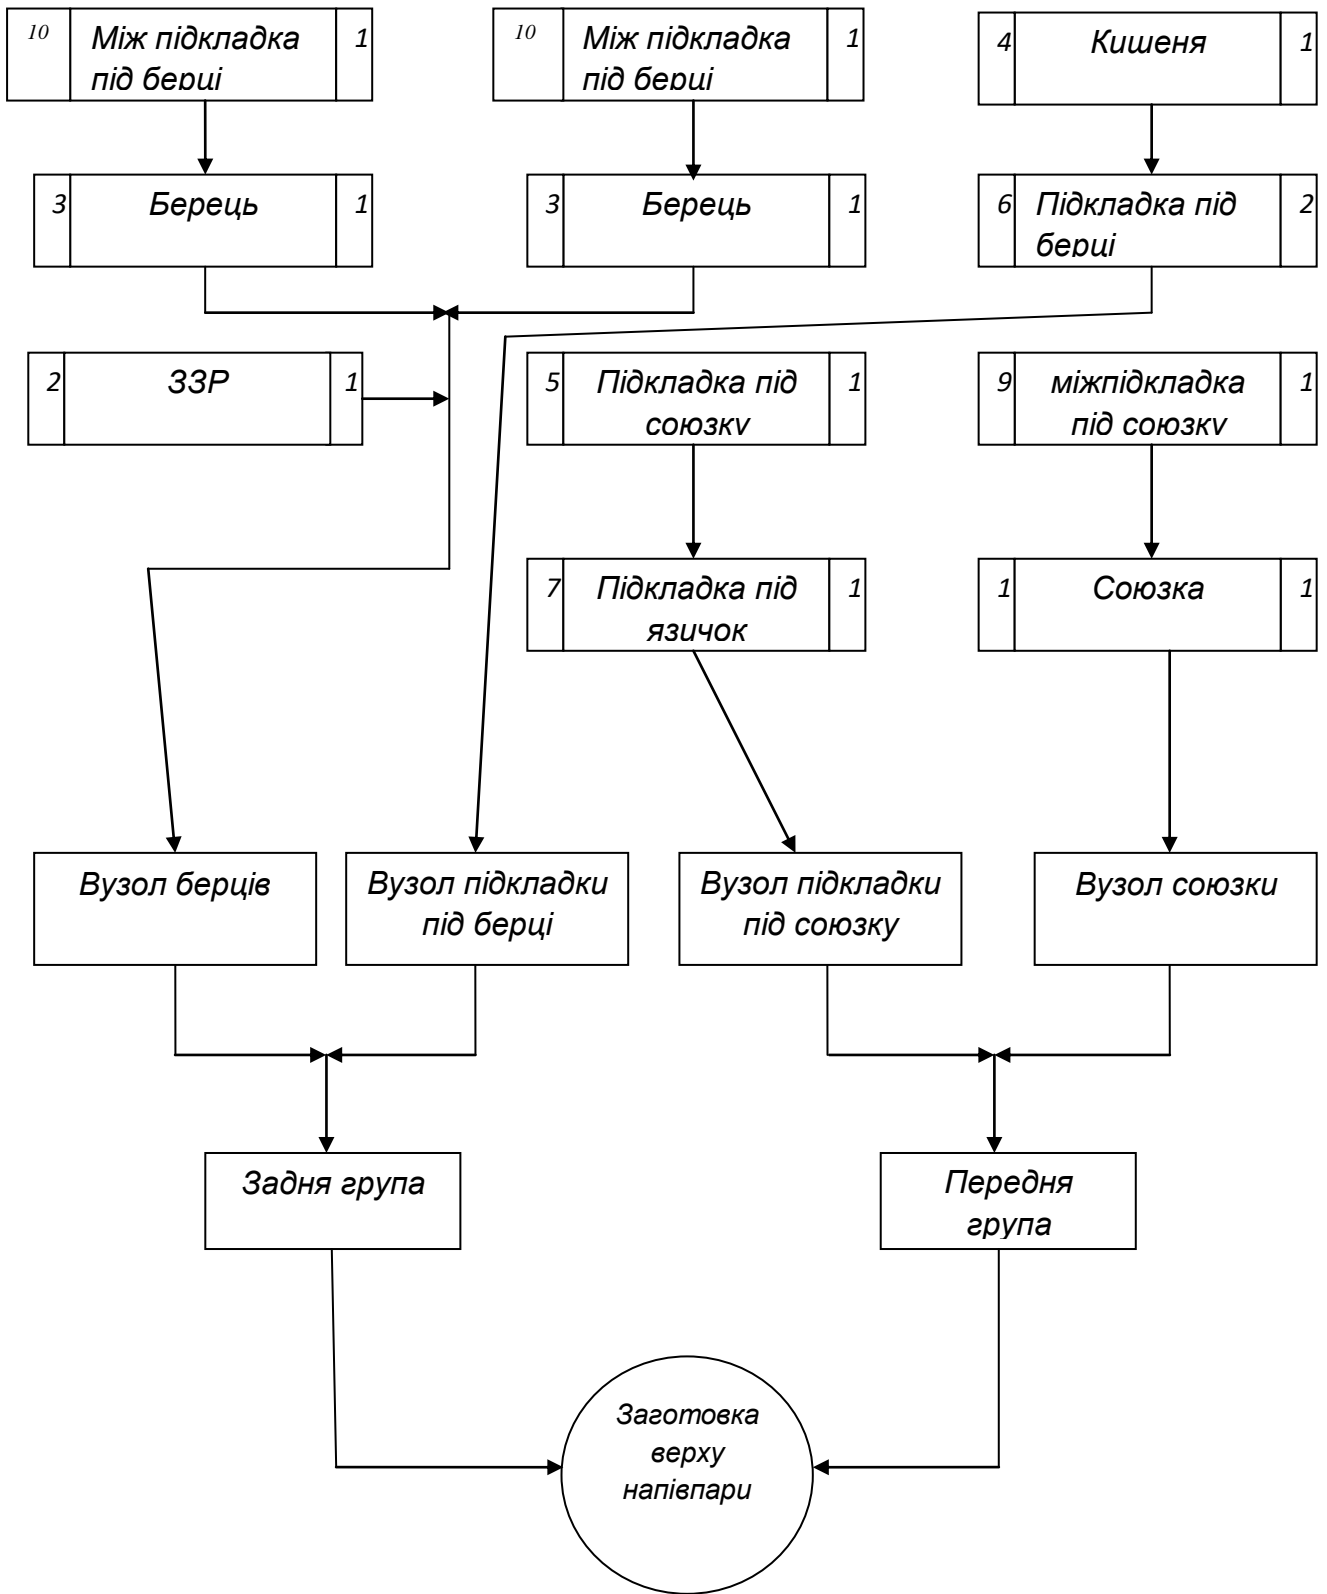 10 Між підкладка 1
під берці
10 Між підкладка 1
під берці
4 Кишеня 1
3 Берець 1
3 Берець 1
6 Підкладка під 2
берці
2 ЗЗР 1
5 Підкладка під 1
союзку
9 міжпідкладка 1
під союзку
7 Підкладка під 1
язичок
1 Союзка 1
Вузол берців
Вузол підкладки
під берці
Вузол підкладки
під союзку
Вузол союзки
Задня група
Передня
група
Заготовка
верху
напівпари